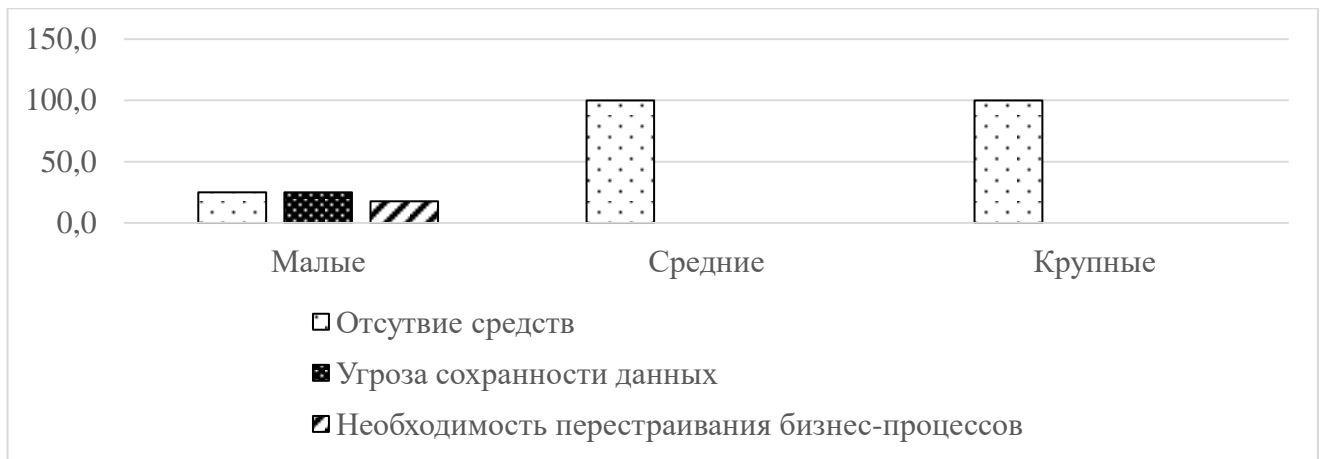 150,0
100,0
50,0
0,0
Малые Средние Крупные
Отсутвие средств
Угроза сохранности данных
Необходимость перестраивания бизнес-процессов